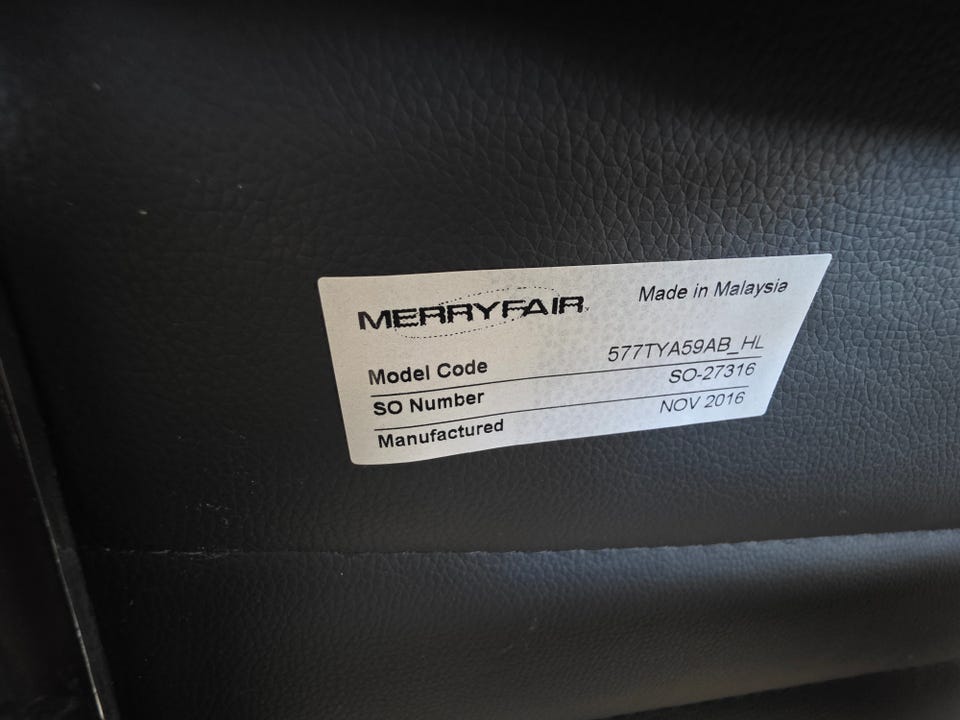 MERRYFAIR Made in Malaysia
Model Code 577TYA59AB_HL
SO Number SO-27316
Manufactured NOV 2016